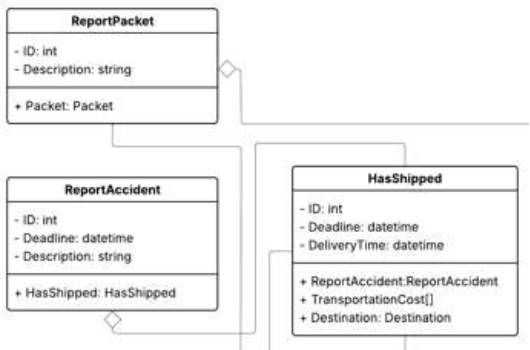 ReportPacket
- ID: int
- Description: string
+ Packet: Packet
ReportAccident
- ID: int
- Deadline: datetime
- Description: string
+ HasShipped: HasShipped
HasShipped
- ID: int
- Deadline: datetime
- DeliveryTime: datetime
+ ReportAccident:ReportAccident
+ TransportationCost[]
+ Destination: Destination